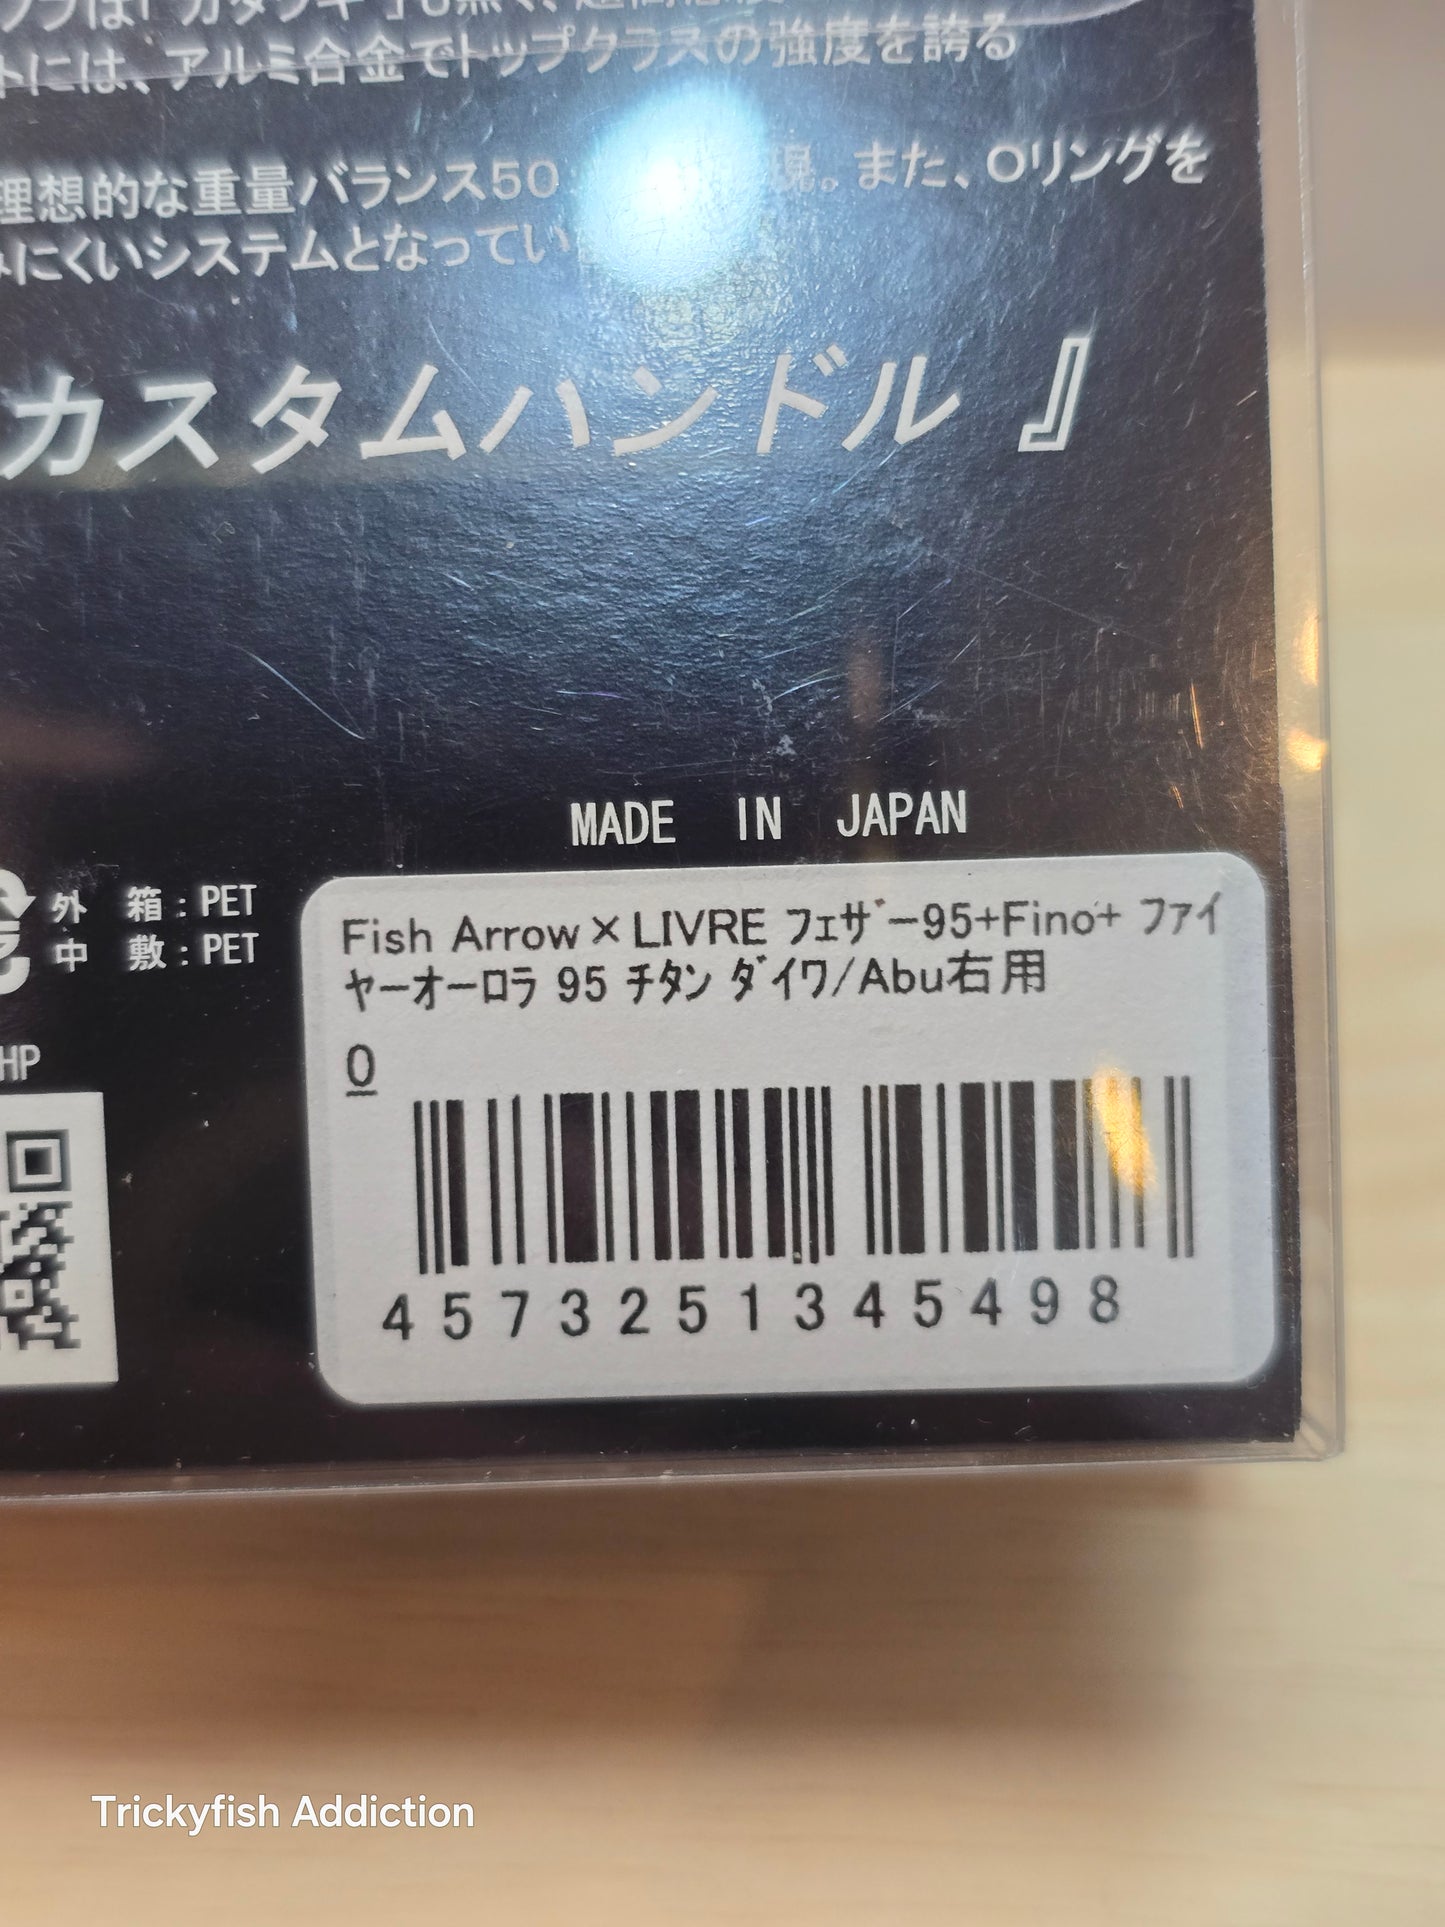 トには、アルミ合金でトップクラスの強度を誇る
理想的な重量バランス50 現。また、Oリングを
にくいシステムとなってい
カスタムハンドル 』
MADE IN JAPAN
外 箱：PET
中 敷：PET
HP
Fish Arrow×LIVRE ﾌｪｻﾞｰ95+Fino+ ﾌｧｲ
ﾔｰｵｰﾛﾗ 95 ﾁﾀﾝ ﾀﾞｲﾜ/Abu右用
0
4573251345498
Trickyfish Addiction